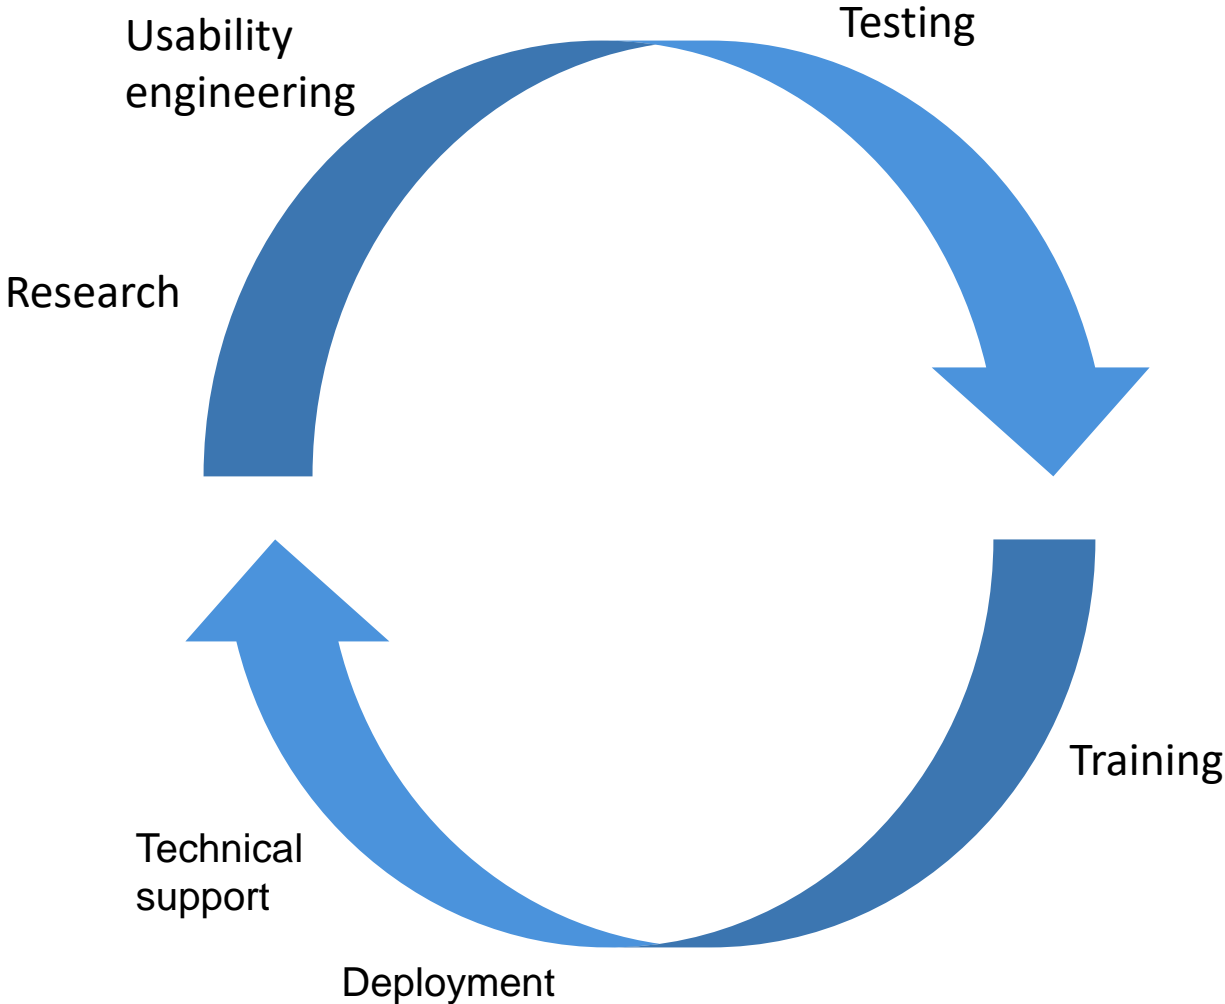 Usability
engineering
Testing
Research
Training
Technical
support
Deployment